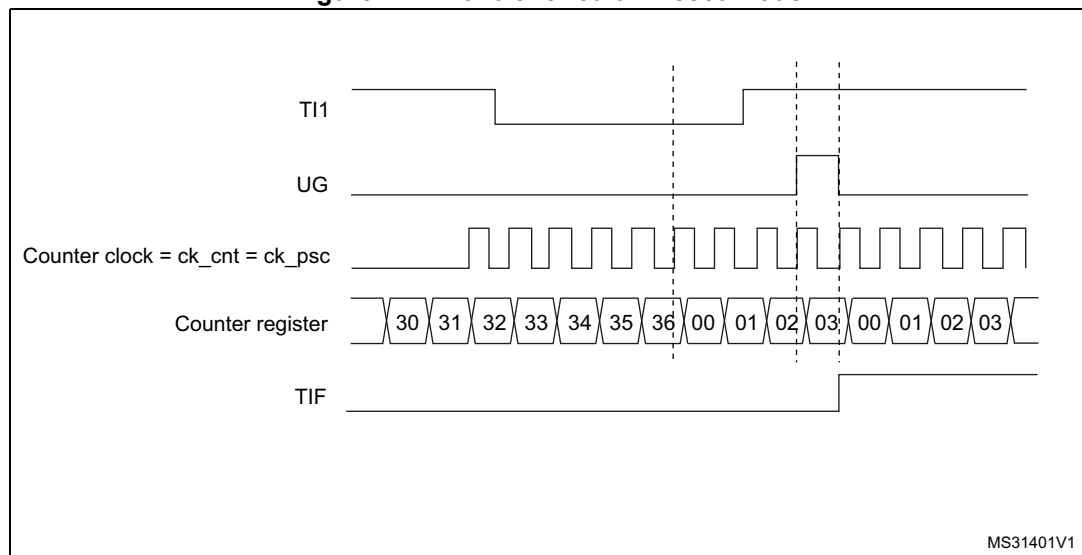 TI1
UG
Counter clock = ck_cnt = ck_psc
Counter register 30 31 32 33 34 35 36 00 01 02 03 00 01 02 03
TIF
MS31401V1